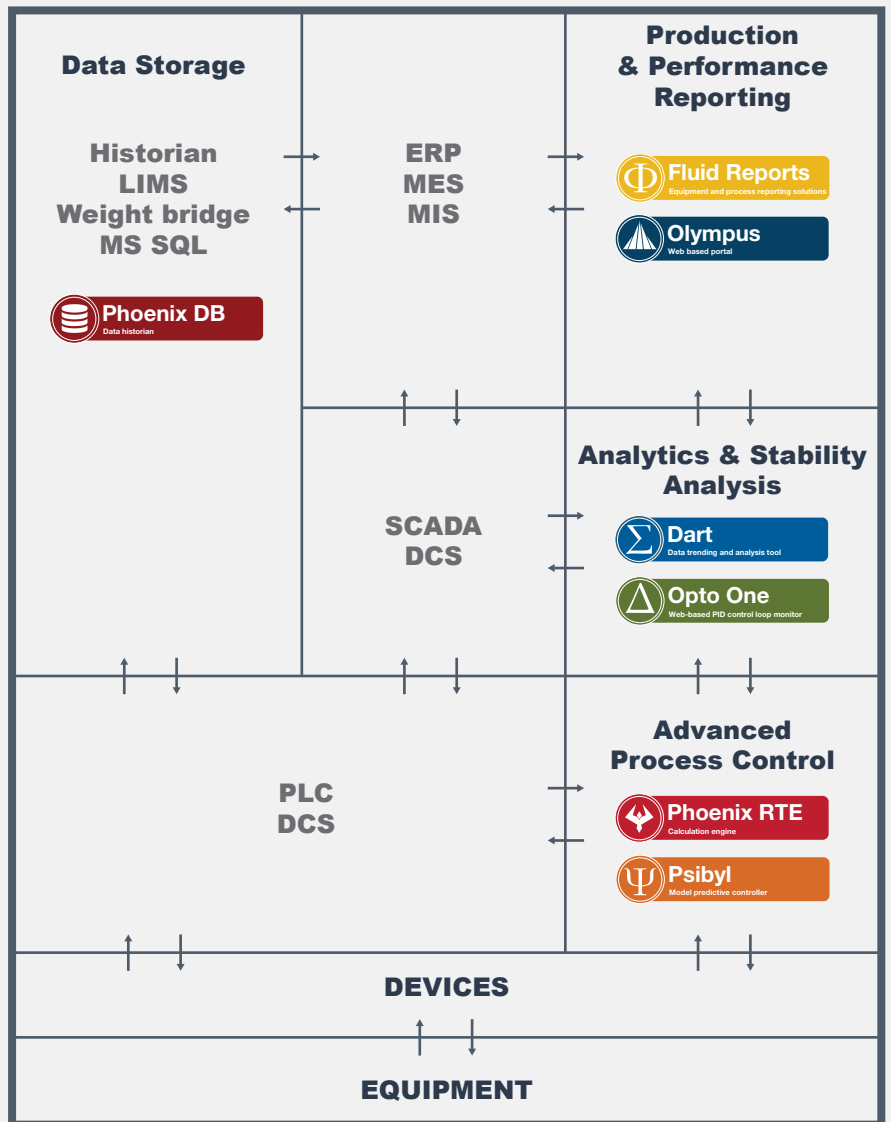 Data Storage
Historian
LIMS
Weight bridge
MS SQL
Phoenix DB
Data historian
ERP
MES
MIS
Production
& Performance
Reporting
Φ
Fluid Reports
Equipment and process reporting solutions
Olympus
Web based portal
SCADA
DCS
Analytics & Stability
Analysis
Σ
Dart
Data trending and analysis tool
Δ
Opto One
Web-based PID control loop monitor
PLC
DCS
Advanced
Process Control
Phoenix RTE
Calculation engine
Ψ
Psibyl
Model predictive controller
DEVICES
EQUIPMENT